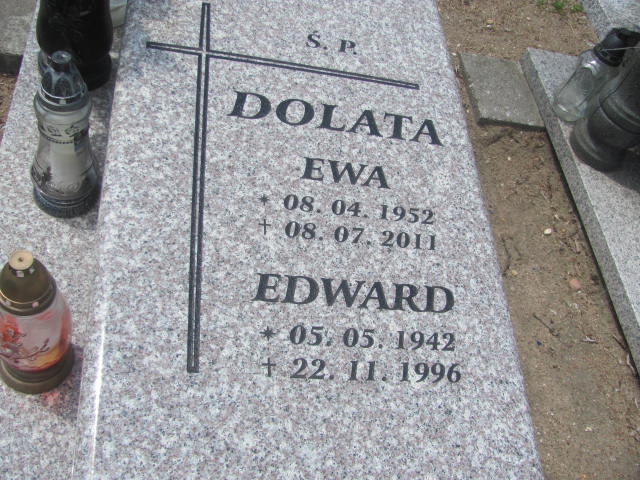 Ś. P.
DOLATA
EWA
* 08. 04. 1952
† 08. 07. 2011
EDWARD
* 05. 05. 1942
† 22. 11. 1996